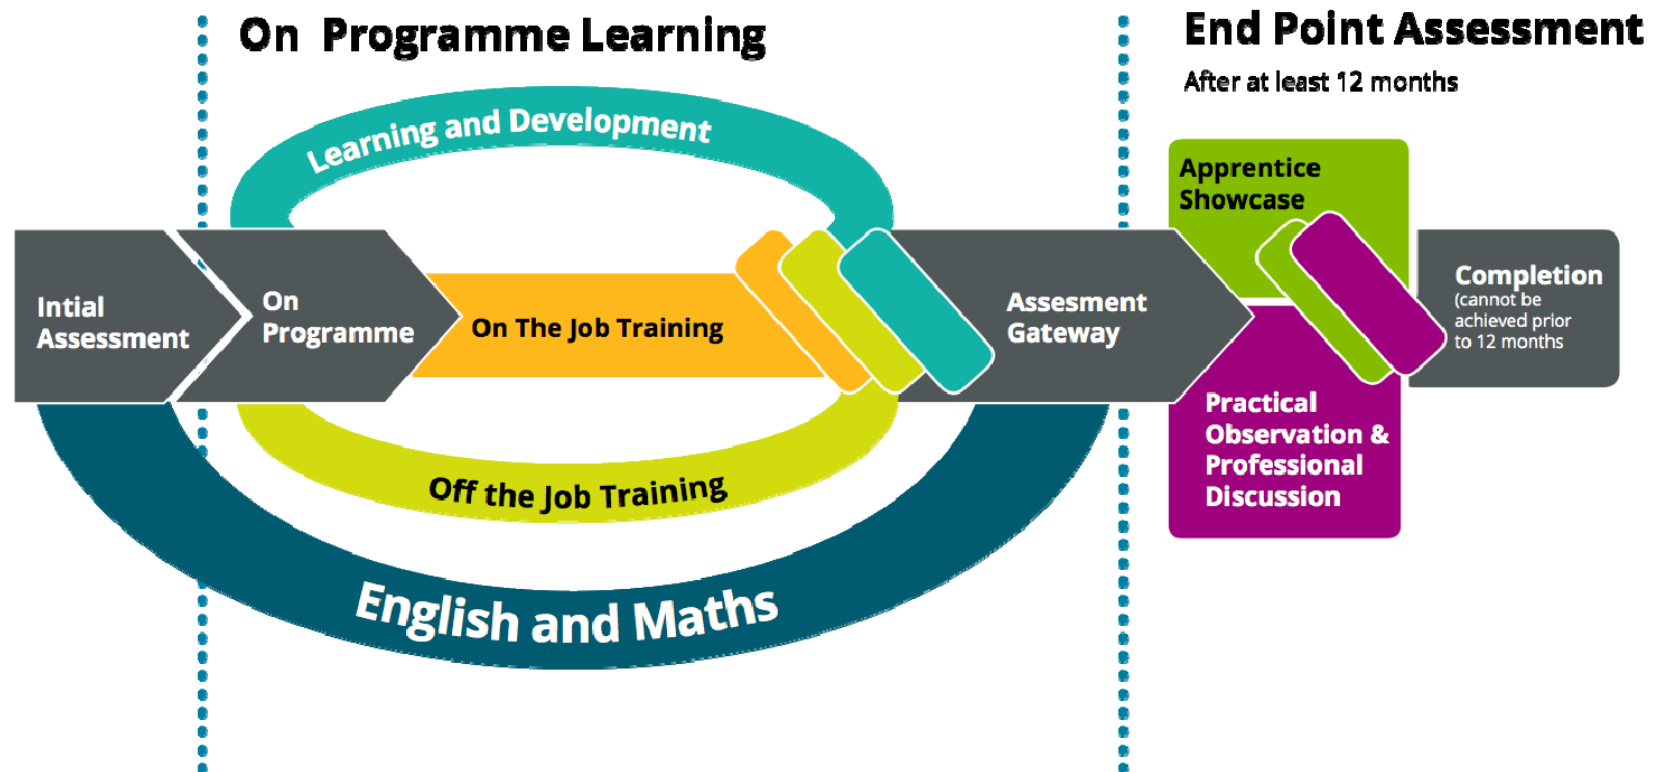 On Programme Learning
End Point Assessment
After at least 12 months
Learning and Development
Apprentice
Showcase
Intial
Assessment
On
Programme
On The Job Training
Assesment
Gateway
Completion
(cannot be
achieved prior
to 12 months
Practical
Observation &
Professional
Discussion
Off the Job Training
English and Maths